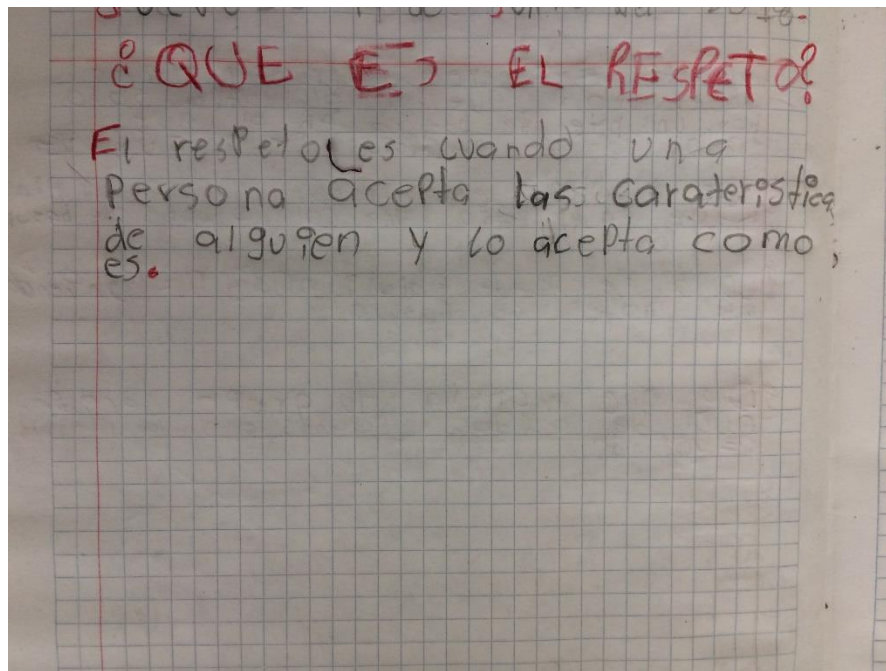 ¿QUE ES EL RESPETO?
El respeto es cuando una
persona acepta las carateristica
de alguien y lo acepta como
es.